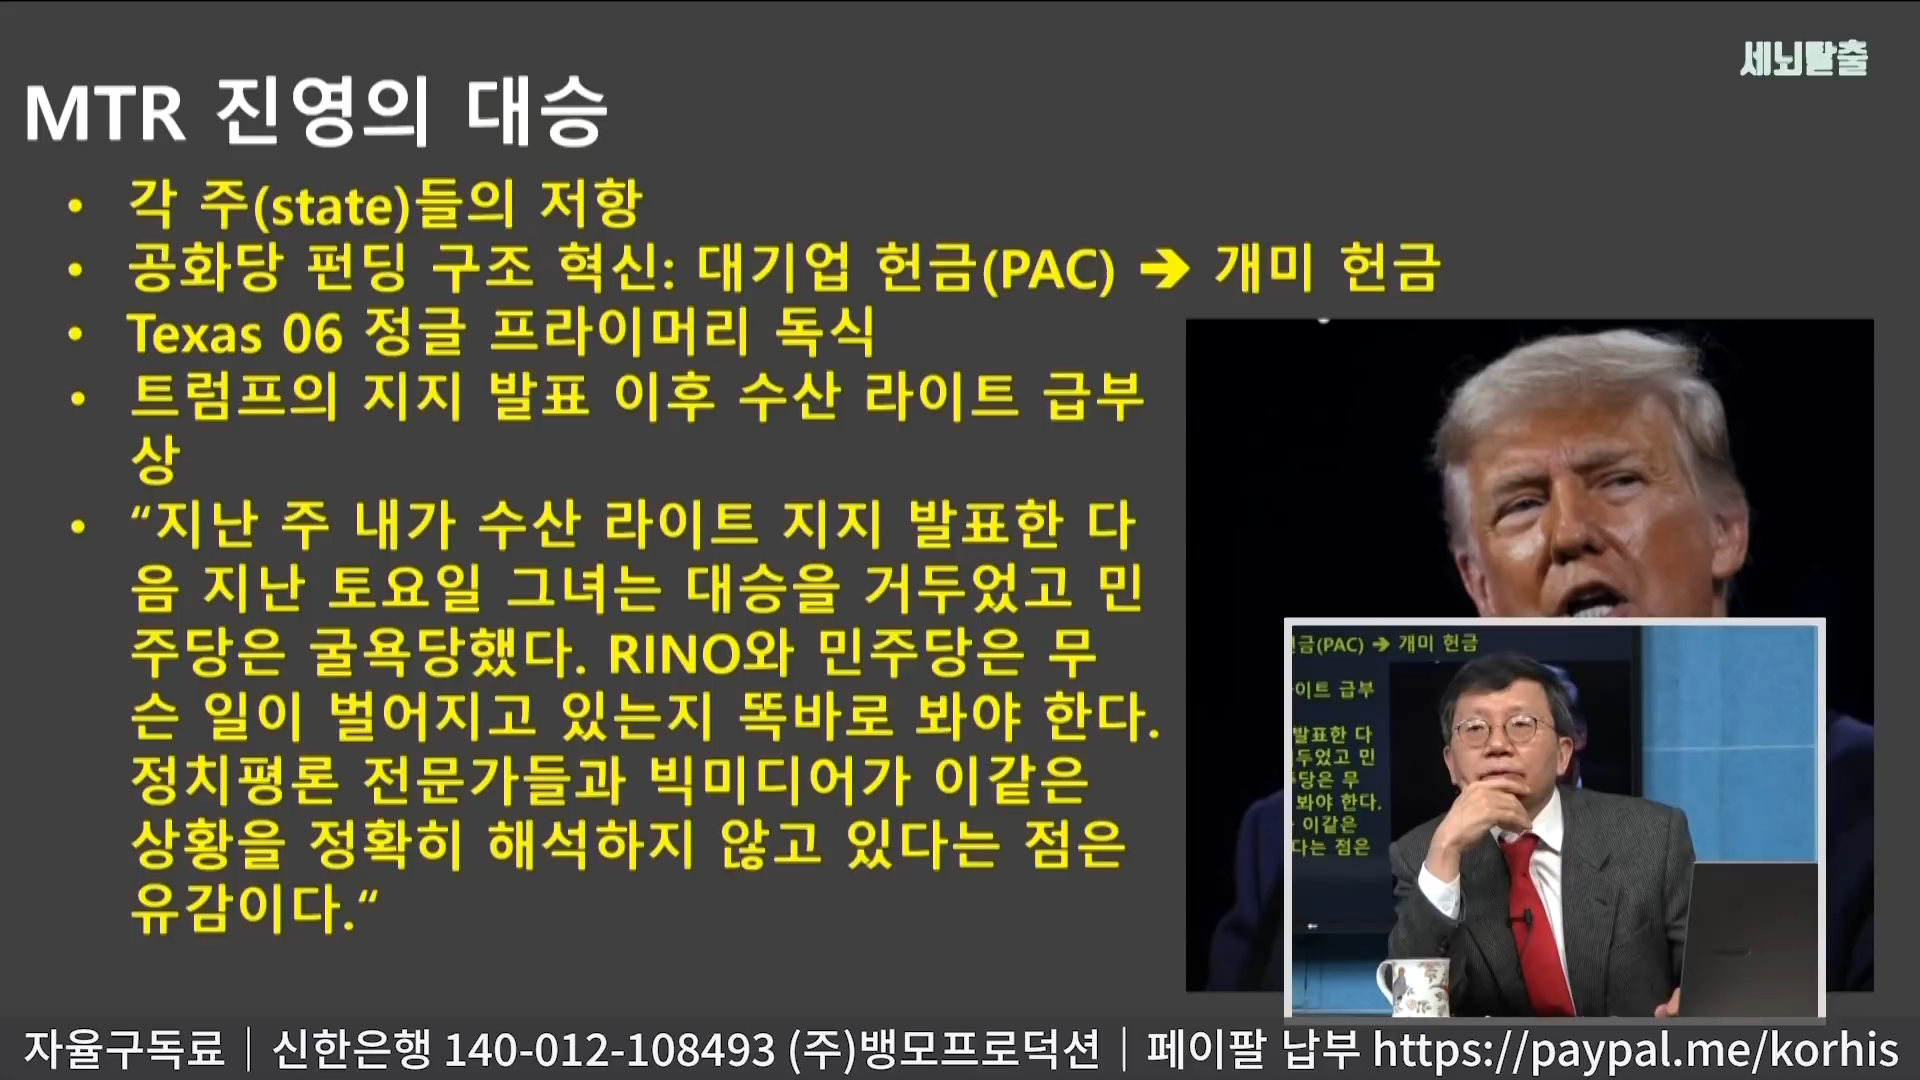 세뇌탈출
MTR 진영의 대승
• 각 주(state)들의 저항
• 공화당 펀딩 구조 혁신: 대기업 헌금(PAC) ➔ 개미 헌금
• Texas 06 정글 프라이머리 독식
• 트럼프의 지지 발표 이후 수산 라이트 급부
상
• “지난 주 내가 수산 라이트 지지 발표한 다
음 지난 토요일 그녀는 대승을 거두었고 민
주당은 굴욕당했다. RINO와 민주당은 무
슨 일이 벌어지고 있는지 똑바로 봐야 한다.
정치평론 전문가들과 빅미디어가 이같은
상황을 정확히 해석하지 않고 있다는 점은
유감이다.“
헌금(PAC) ➔ 개미 헌금
라이트 급부
발표한 다
두었고 민
당은 무
봐야 한다.
이같은
다는 점은
자율구독료 | 신한은행 140-012-108493 (주)뱅모프로덕션 | 페이팔 납부 https://paypal.me/korhis